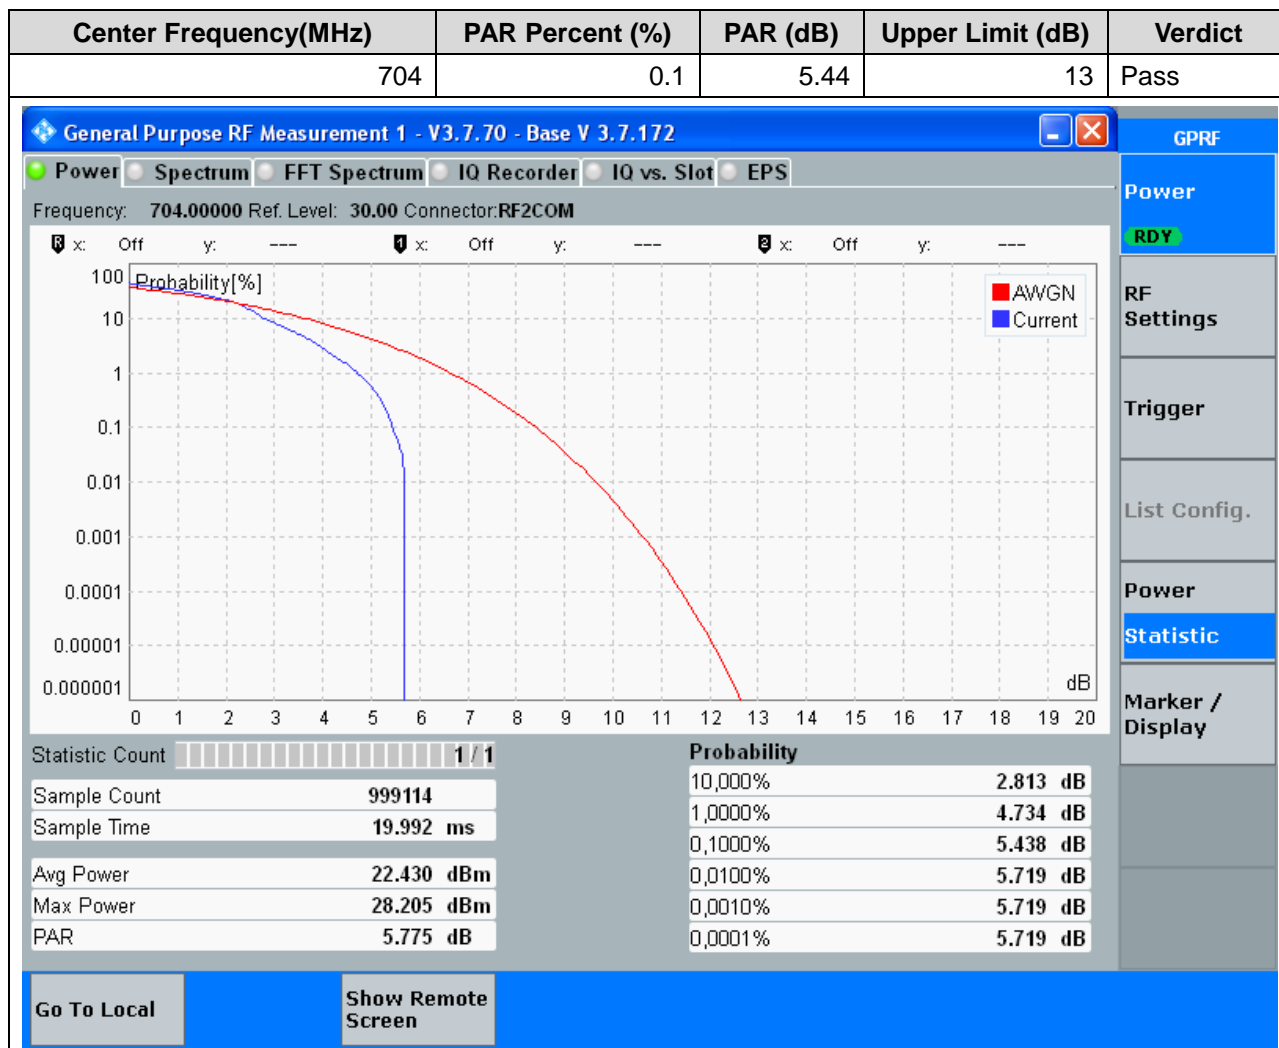 Center Frequency(MHz) PAR Percent (%) PAR (dB) Upper Limit (dB) Verdict
704 0.1 5.44 13 Pass
General Purpose RF Measurement 1 - V3.7.70 - Base V 3.7.172
GPRF
Power Spectrum FFT Spectrum IQ Recorder IQ vs. Slot EPS
Power
RDY
Frequency: 704.00000 Ref. Level: 30.00 Connector:RF2COM
R x: Off y: --- 1 x: Off y: --- 2 x: Off y: ---
Probability[%]
AWGN
Current
100
10
1
0.1
0.01
0.001
0.0001
0.00001
0.000001
dB
0 1 2 3 4 5 6 7 8 9 10 11 12 13 14 15 16 17 18 19 20
RF
Settings
Trigger
List Config.
Power
Statistic
Marker /
Display
Statistic Count 1 / 1
Sample Count 999114
Sample Time 19.992 ms
Avg Power 22.430 dBm
Max Power 28.205 dBm
PAR 5.775 dB
Probability
10,000% 2.813 dB
1,0000% 4.734 dB
0,1000% 5.438 dB
0,0100% 5.719 dB
0,0010% 5.719 dB
0,0001% 5.719 dB
Go To Local
Show Remote
Screen